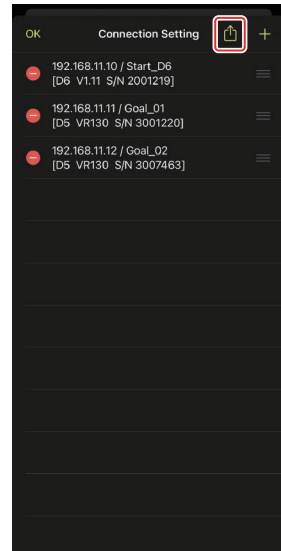 OK Connection Setting +
192.168.11.10 / Start_D6
[D6 V1.11 S/N 2001219]
192.168.11.11 / Goal_01
[D5 VR130 S/N 3001220]
192.168.11.12 / Goal_02
[D5 VR130 S/N 3007463]